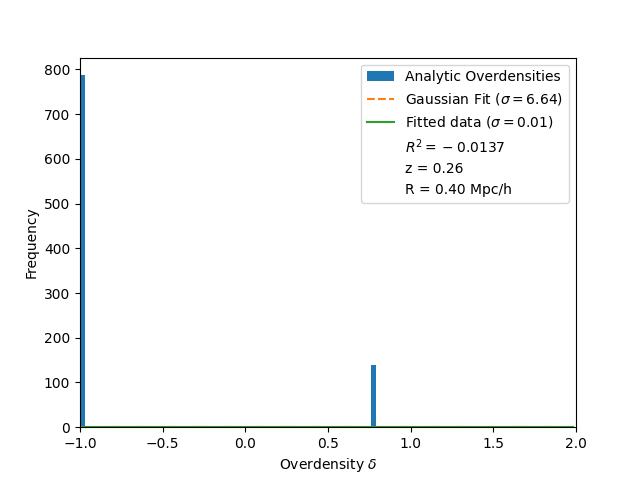 Analytic Overdensities
Gaussian Fit (σ = 6.64)
Fitted data (σ = 0.01)
R² = −0.0137
z = 0.26
R = 0.40 Mpc/h
800
700
600
500
400
300
200
100
0
Frequency
−1.0 −0.5 0.0 0.5 1.0 1.5 2.0
Overdensity δ